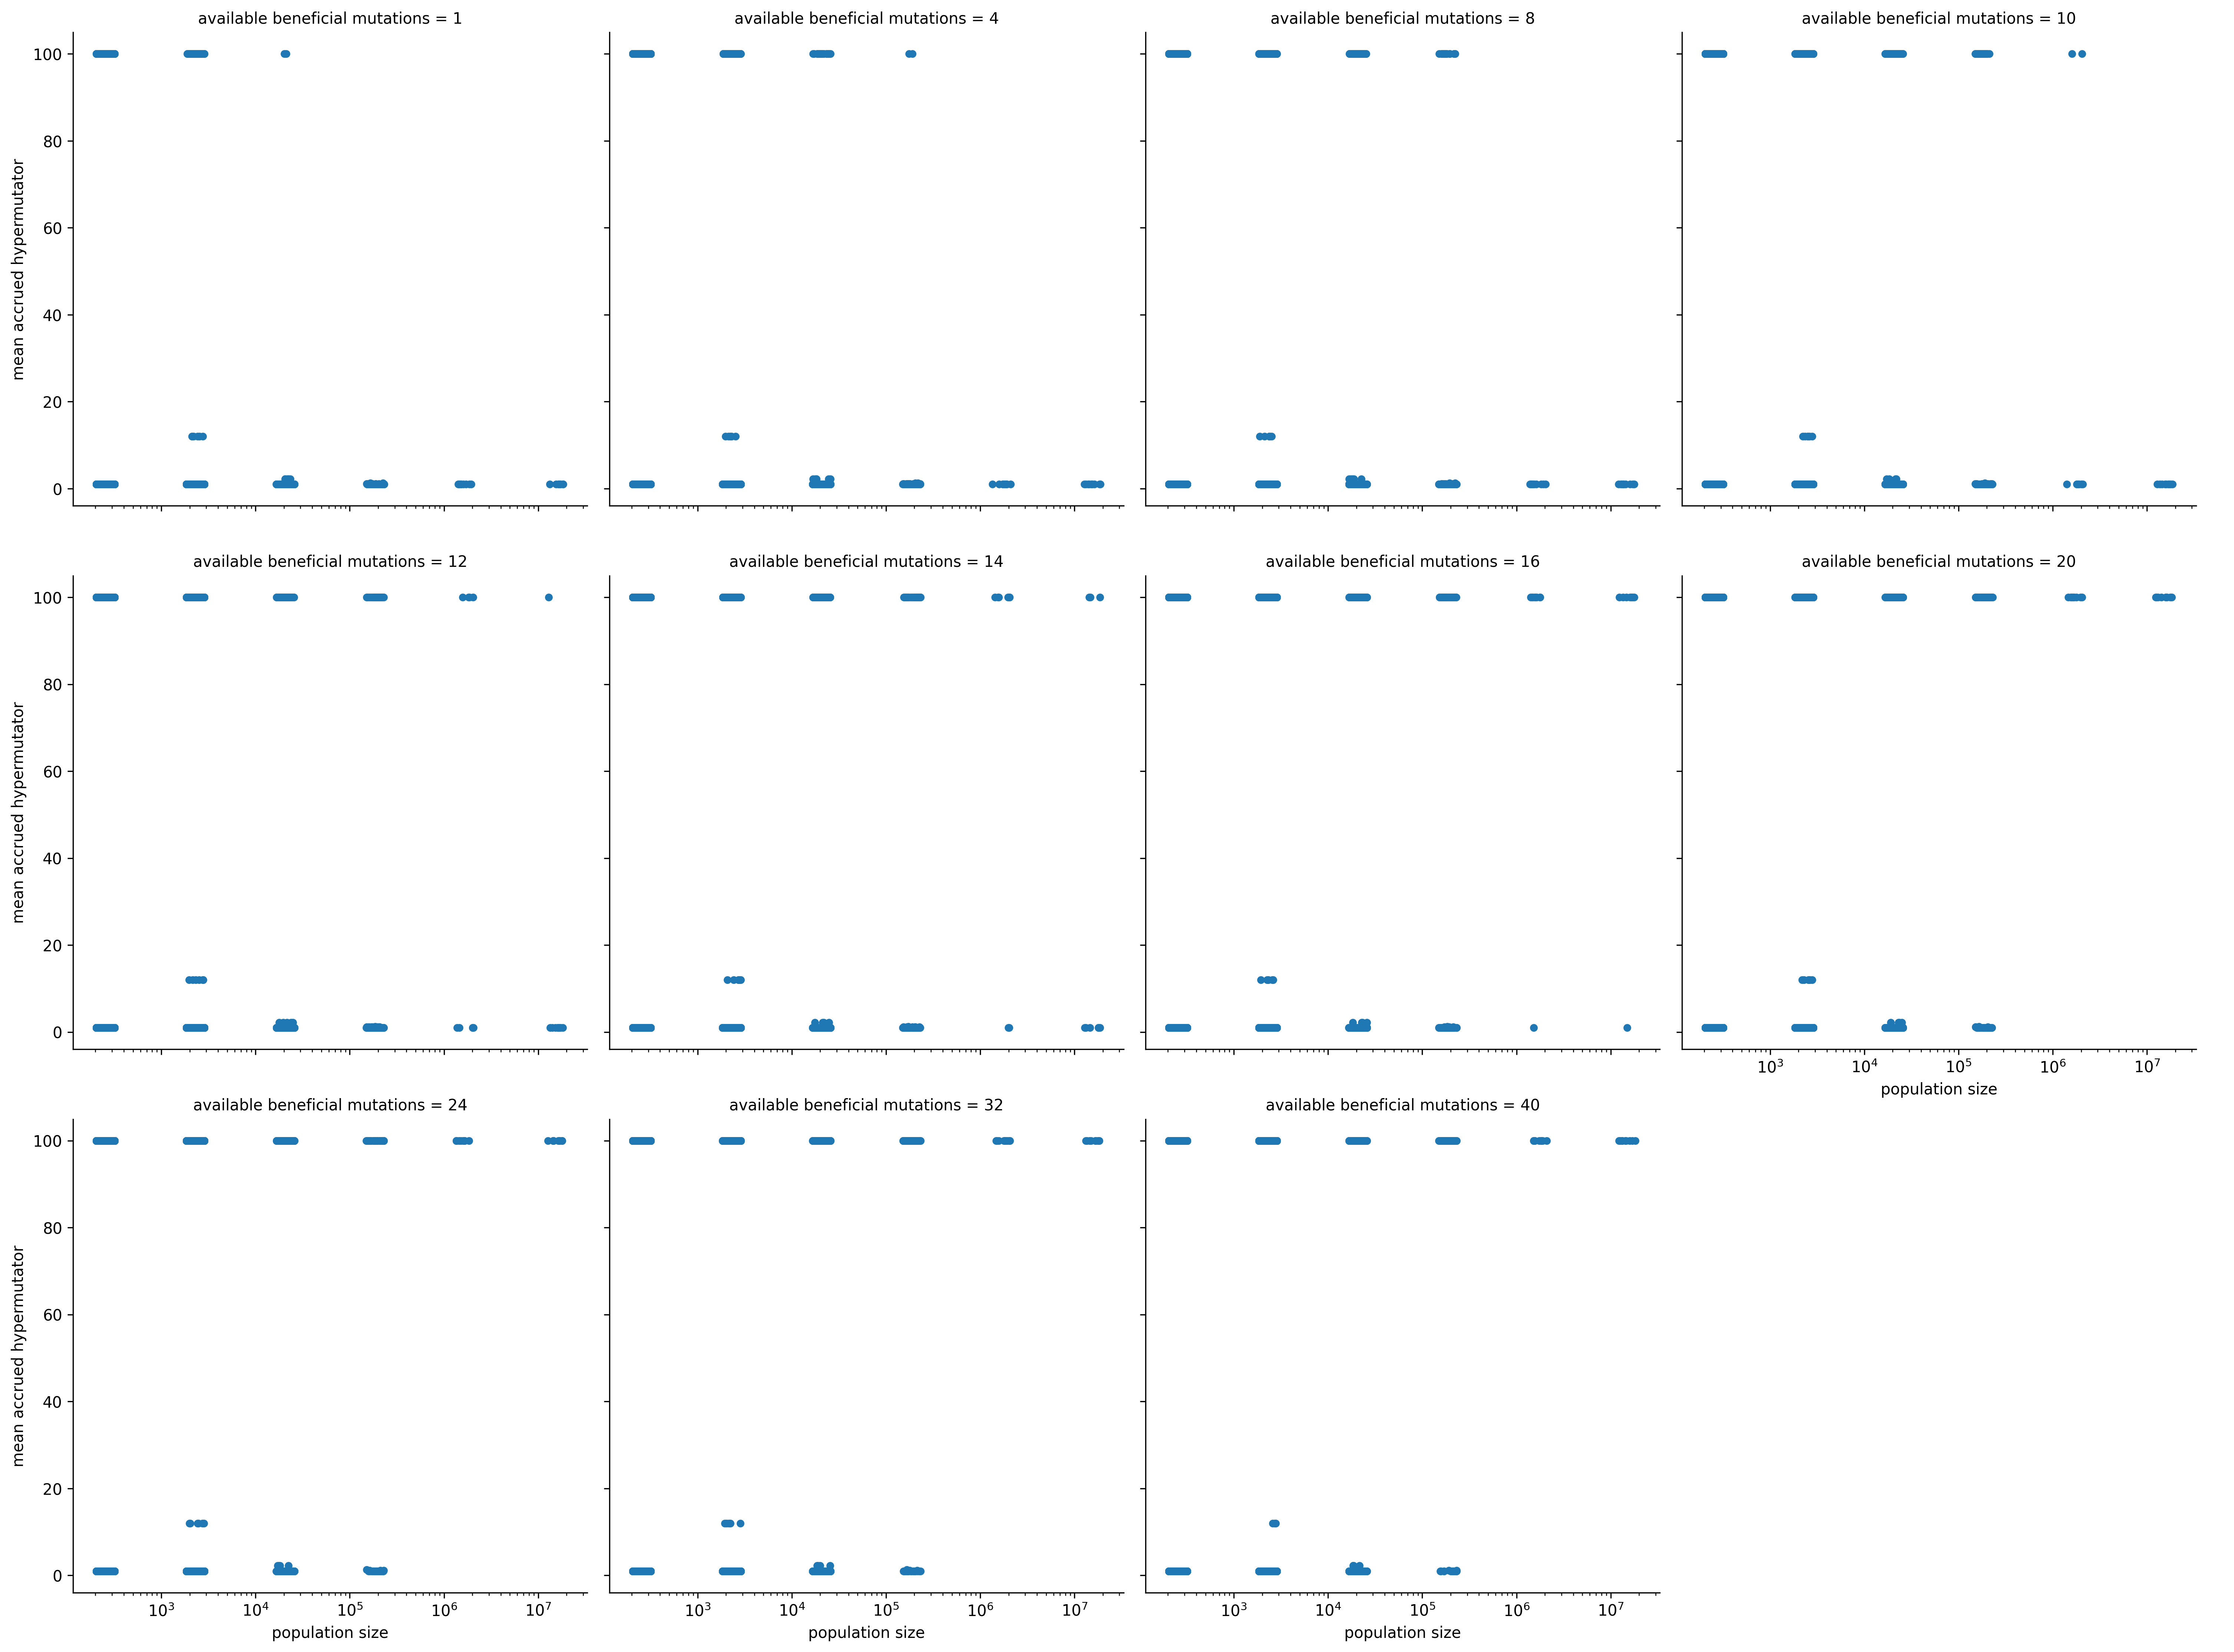 available beneficial mutations = 1
available beneficial mutations = 4
available beneficial mutations = 8
available beneficial mutations = 10
100
80
60
40
20
0
mean accrued hypermutator
available beneficial mutations = 12
available beneficial mutations = 14
available beneficial mutations = 16
available beneficial mutations = 20
100
80
60
40
20
0
mean accrued hypermutator
10³ 10⁴ 10⁵ 10⁶ 10⁷
population size
available beneficial mutations = 24
available beneficial mutations = 32
available beneficial mutations = 40
100
80
60
40
20
0
mean accrued hypermutator
10³ 10⁴ 10⁵ 10⁶ 10⁷
population size
10³ 10⁴ 10⁵ 10⁶ 10⁷
population size
10³ 10⁴ 10⁵ 10⁶ 10⁷
population size